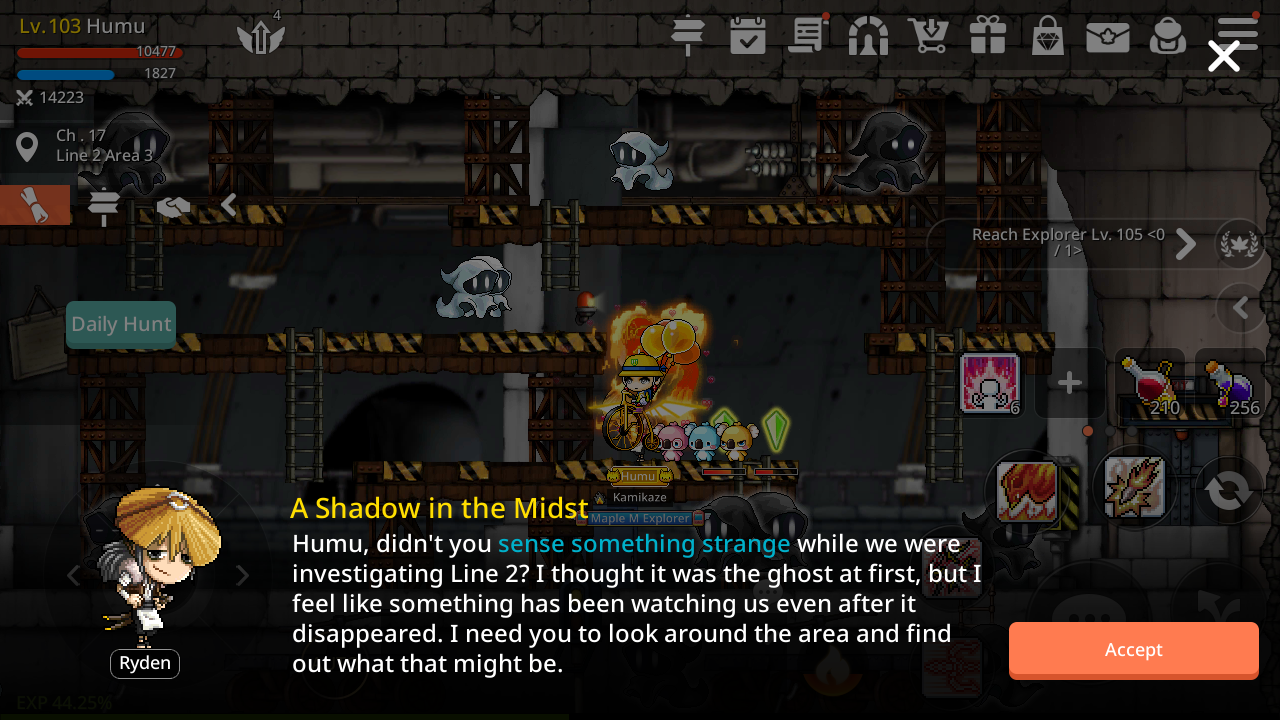 Lv.103 Humu
4
10477
1827
14223
Ch . 17
Line 2 Area 3
Reach Explorer Lv. 105 <0
/ 1>
Daily Hunt
6
210
256
Humu
Kamikaze
Maple M Explorer
A Shadow in the Midst
Humu, didn't you sense something strange while we were
investigating Line 2? I thought it was the ghost at first, but I
feel like something has been watching us even after it
disappeared. I need you to look around the area and find
out what that might be.
Ryden
Accept
EXP 44.25%